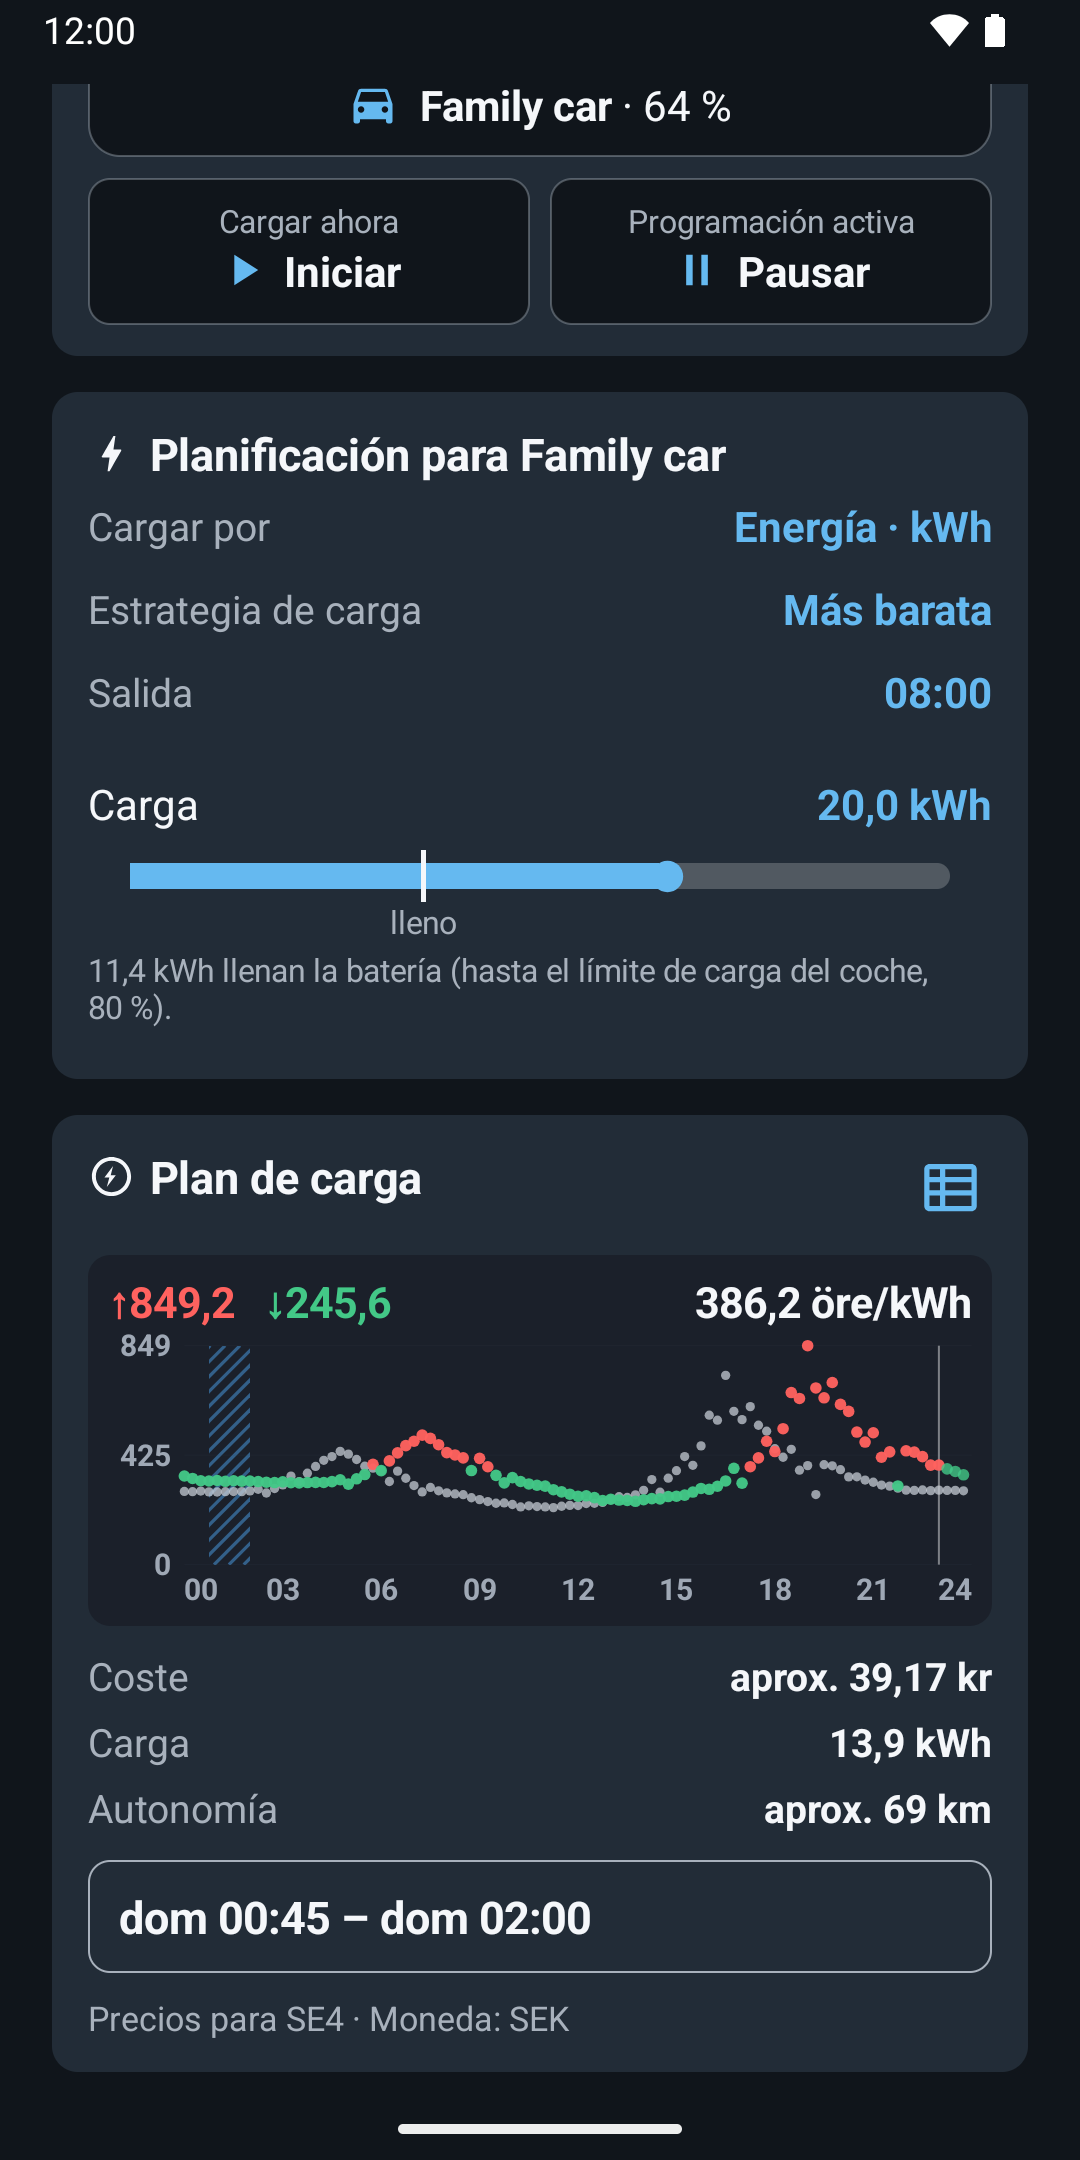 12:00
Family car · 64 %
Cargar ahora
Iniciar
Programación activa
Pausar
Planificación para Family car
Cargar por
Energía · kWh
Estrategia de carga
Más barata
Salida
08:00
Carga
20,0 kWh
lleno
11,4 kWh llenan la batería (hasta el límite de carga del coche,
80 %).
Plan de carga
↑849,2 ↓245,6
386,2 öre/kWh
849
425
0
00 03 06 09 12 15 18 21 24
Coste
aprox. 39,17 kr
Carga
13,9 kWh
Autonomía
aprox. 69 km
dom 00:45 – dom 02:00
Precios para SE4 · Moneda: SEK